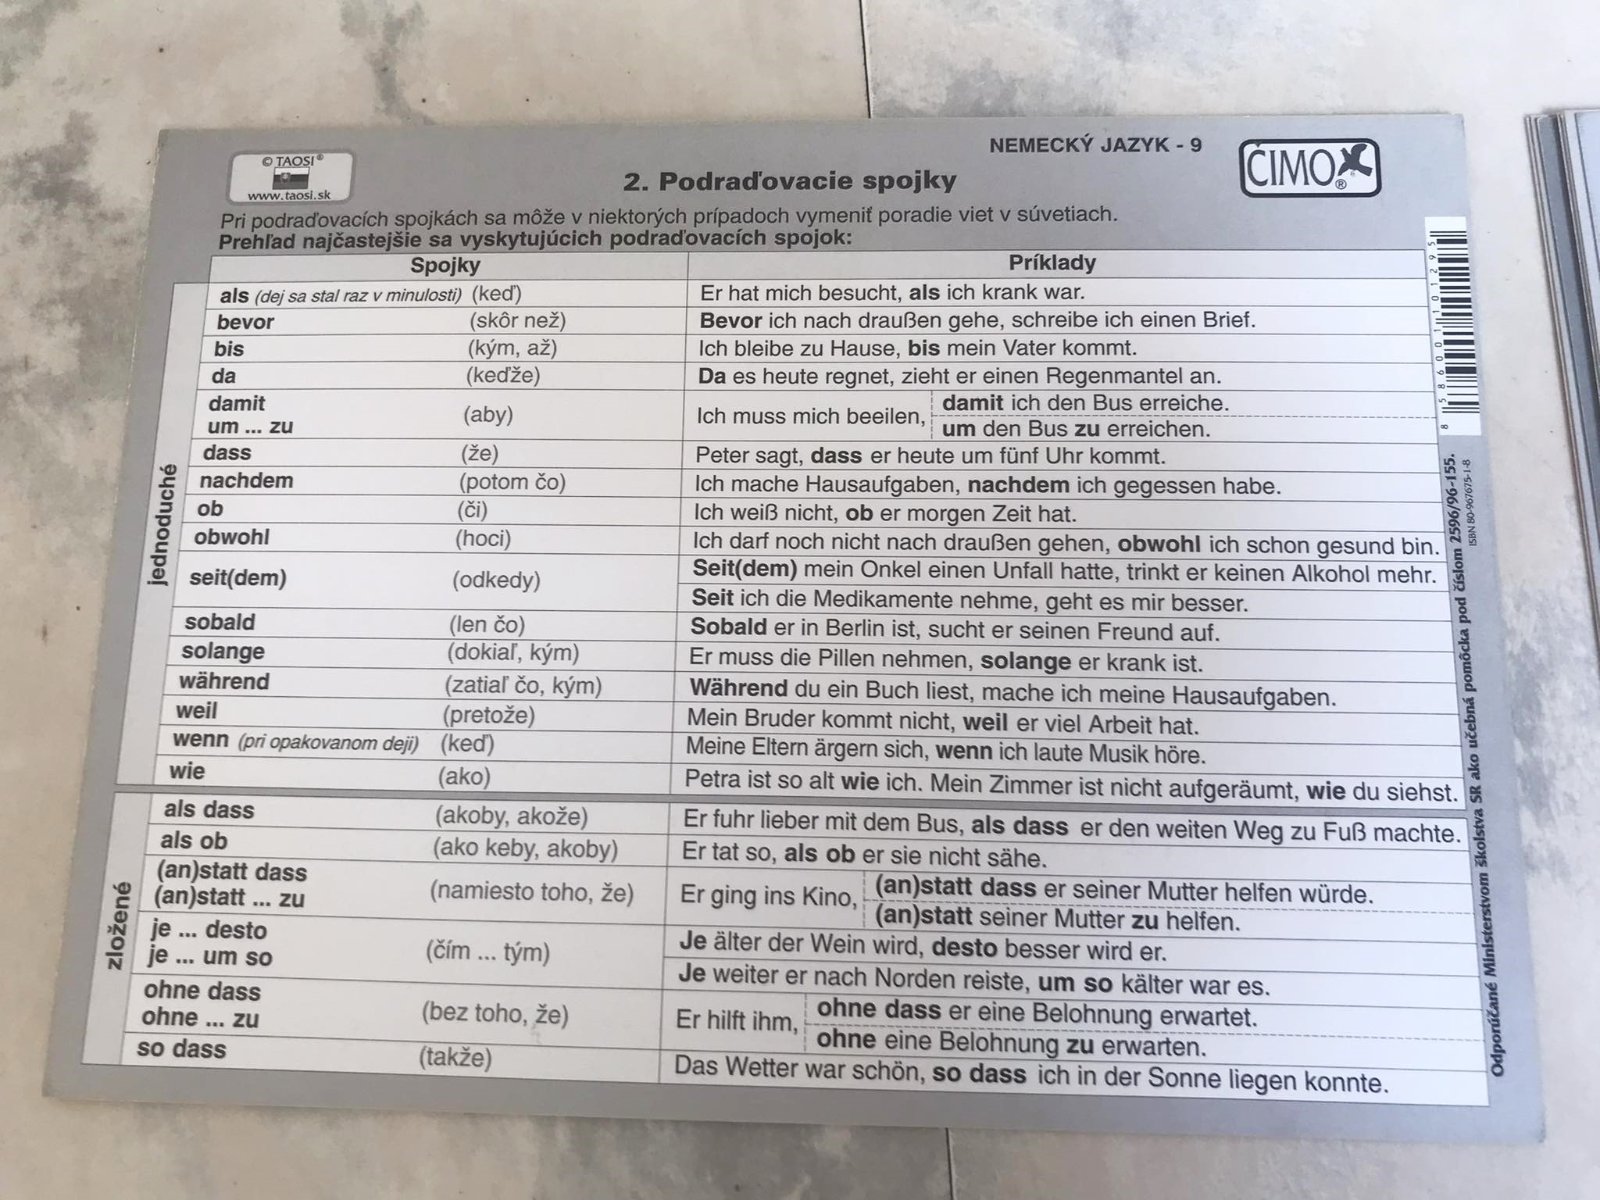 © TAOSI®
www.taosi.sk
NEMECKÝ JAZYK - 9
ČIMO®
2. Podraďovacie spojky
Pri podraďovacích spojkách sa môže v niektorých prípadoch vymeniť poradie viet v súvetiach.
Prehľad najčastejšie sa vyskytujúcich podraďovacích spojok:
Spojky Príklady
jednoduché
als (dej sa stal raz v minulosti) (keď) Er hat mich besucht, als ich krank war.
bevor (skôr než) Bevor ich nach draußen gehe, schreibe ich einen Brief.
bis (kým, až) Ich bleibe zu Hause, bis mein Vater kommt.
da (keďže) Da es heute regnet, zieht er einen Regenmantel an.
damit
um ... zu (aby) Ich muss mich beeilen, damit ich den Bus erreiche.
um den Bus zu erreichen.
dass (že) Peter sagt, dass er heute um fünf Uhr kommt.
nachdem (potom čo) Ich mache Hausaufgaben, nachdem ich gegessen habe.
ob (či) Ich weiß nicht, ob er morgen Zeit hat.
obwohl (hoci) Ich darf noch nicht nach draußen gehen, obwohl ich schon gesund bin.
seit(dem) (odkedy) Seit(dem) mein Onkel einen Unfall hatte, trinkt er keinen Alkohol mehr.
Seit ich die Medikamente nehme, geht es mir besser.
sobald (len čo) Sobald er in Berlin ist, sucht er seinen Freund auf.
solange (dokiaľ, kým) Er muss die Pillen nehmen, solange er krank ist.
während (zatiaľ čo, kým) Während du ein Buch liest, mache ich meine Hausaufgaben.
weil (pretože) Mein Bruder kommt nicht, weil er viel Arbeit hat.
wenn (pri opakovanom deji) (keď) Meine Eltern ärgern sich, wenn ich laute Musik höre.
wie (ako) Petra ist so alt wie ich. Mein Zimmer ist nicht aufgeräumt, wie du siehst.
zložené
als dass (akoby, akože) Er fuhr lieber mit dem Bus, als dass er den weiten Weg zu Fuß machte.
als ob (ako keby, akoby) Er tat so, als ob er sie nicht sähe.
(an)statt dass
(an)statt ... zu (namiesto toho, že) Er ging ins Kino, (an)statt dass er seiner Mutter helfen würde.
(an)statt seiner Mutter zu helfen.
je ... desto
je ... um so (čím ... tým) Je älter der Wein wird, desto besser wird er.
Je weiter er nach Norden reiste, um so kälter war es.
ohne dass
ohne ... zu (bez toho, že) Er hilft ihm, ohne dass er eine Belohnung erwartet.
ohne eine Belohnung zu erwarten.
so dass (takže) Das Wetter war schön, so dass ich in der Sonne liegen konnte.
8 586001 101295
Odporúčané Ministerstvom školstva SR ako učebná pomôcka pod číslom 2596/96-155.
ISBN 80-967675-1-8